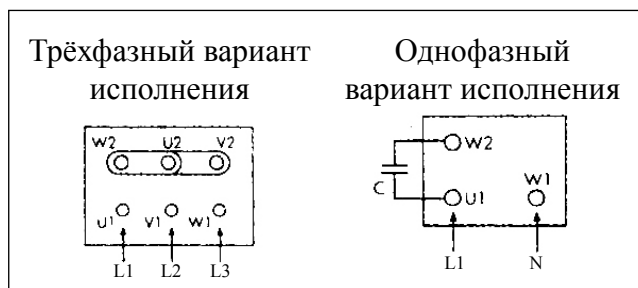 Трёхфазный вариант
исполнения
W2 U2 V2
U1 V1 W1
L1 L2 L3
Однофазный
вариант исполнения
W2
C
U1 W1
L1 N